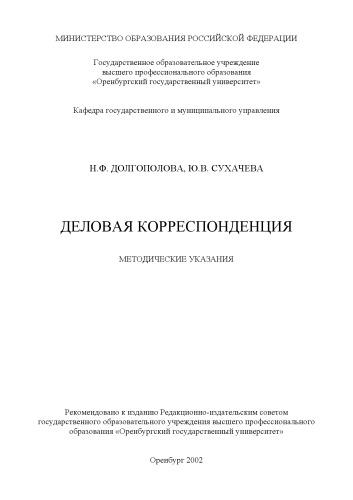 МИНИСТЕРСТВО ОБРАЗОВАНИЯ РОССИЙСКОЙ ФЕДЕРАЦИИ
Государственное образовательное учреждение
высшего профессионального образования
«Оренбургский государственный университет»
Кафедра государственного и муниципального управления
Н.Ф. ДОЛГОПОЛОВА, Ю.В. СУХАЧЕВА
ДЕЛОВАЯ КОРРЕСПОНДЕНЦИЯ
МЕТОДИЧЕСКИЕ УКАЗАНИЯ
Рекомендовано к изданию Редакционно-издательским советом
государственного образовательного учреждения высшего профессионального
образования «Оренбургский государственный университет»
Оренбург 2002